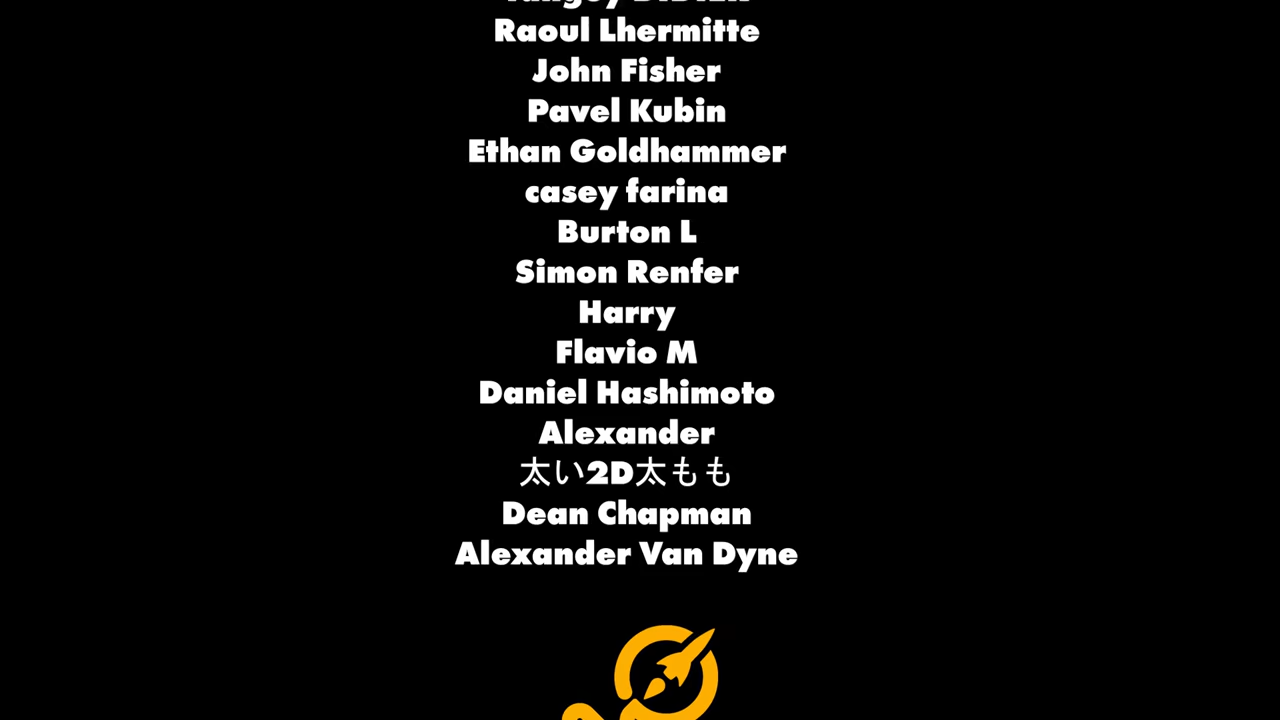 Raoul Lhermitte
John Fisher
Pavel Kubin
Ethan Goldhammer
casey farina
Burton L
Simon Renfer
Harry
Flavio M
Daniel Hashimoto
Alexander
太い2D太もも
Dean Chapman
Alexander Van Dyne